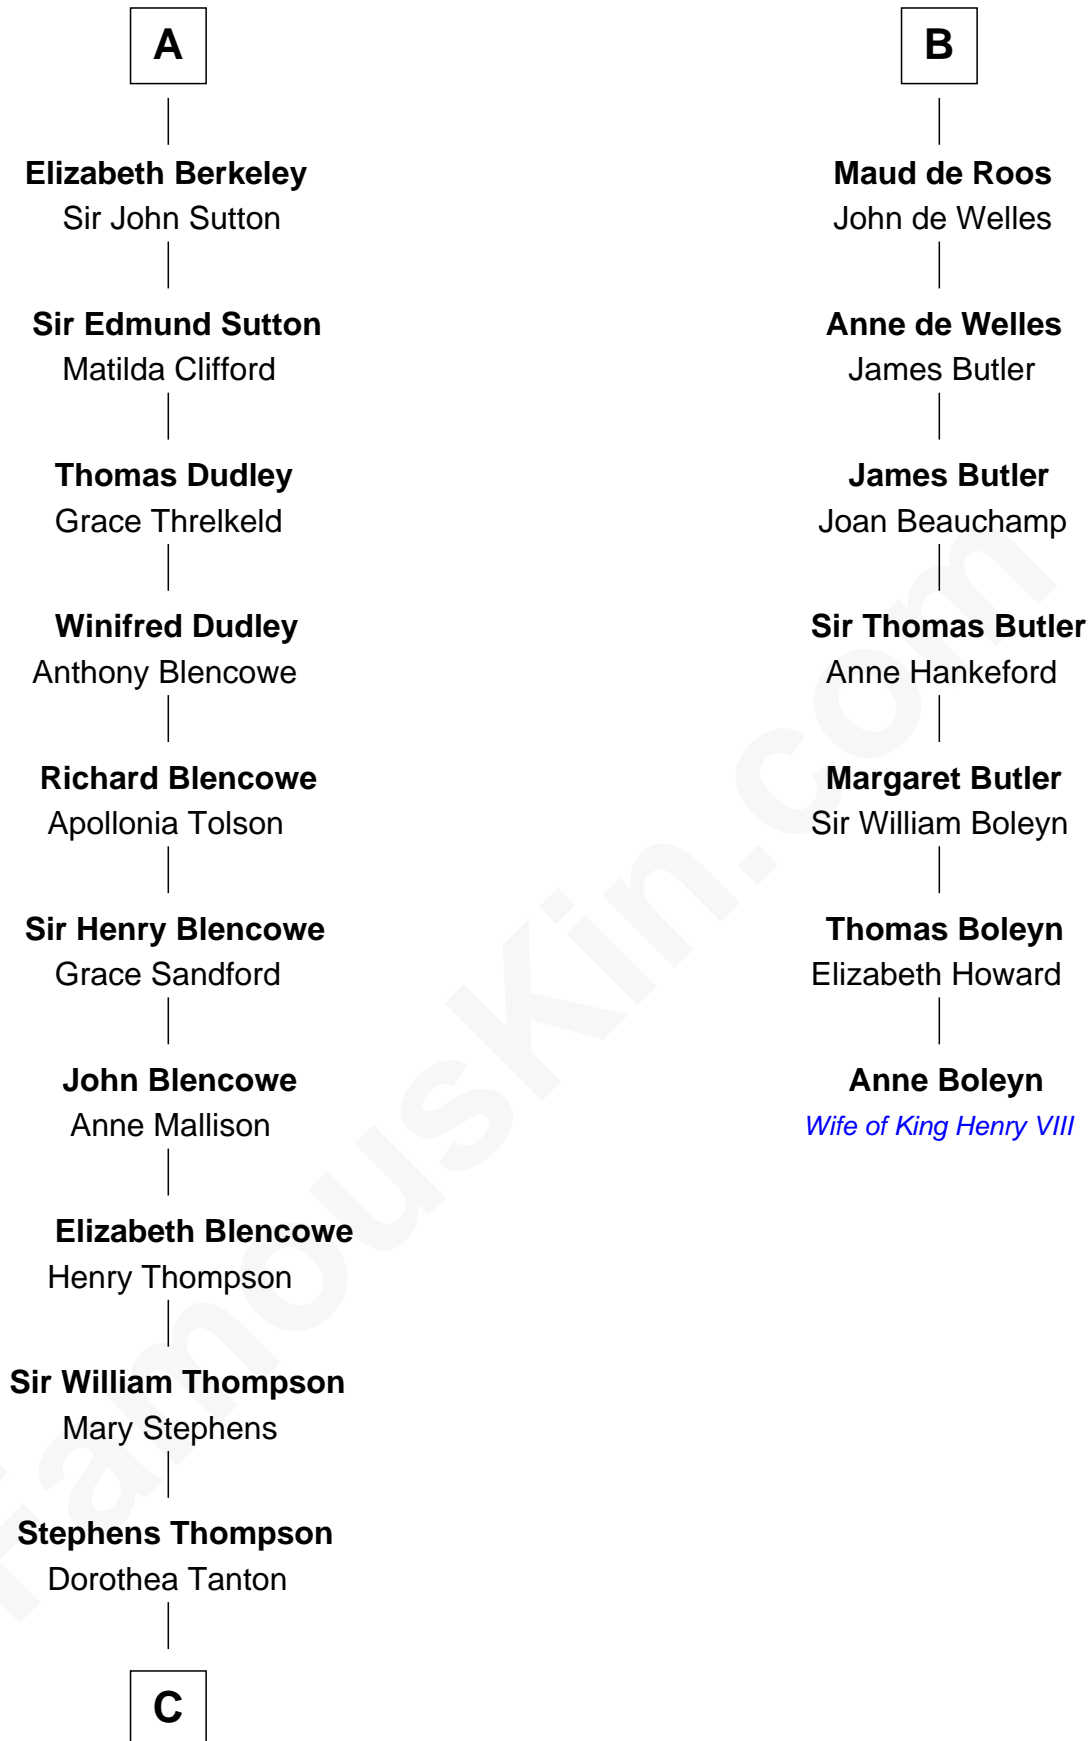 A
Elizabeth Berkeley
Sir John Sutton
Sir Edmund Sutton
Matilda Clifford
Thomas Dudley
Grace Threlkeld
Winifred Dudley
Anthony Blencowe
Richard Blencowe
Apollonia Tolson
Sir Henry Blencowe
Grace Sandford
John Blencowe
Anne Mallison
Elizabeth Blencowe
Henry Thompson
Sir William Thompson
Mary Stephens
Stephens Thompson
Dorothea Tanton
C
B
Maud de Roos
John de Welles
Anne de Welles
James Butler
James Butler
Joan Beauchamp
Sir Thomas Butler
Anne Hankeford
Margaret Butler
Sir William Boleyn
Thomas Boleyn
Elizabeth Howard
Anne Boleyn
Wife of King Henry VIII
FamousKin.com